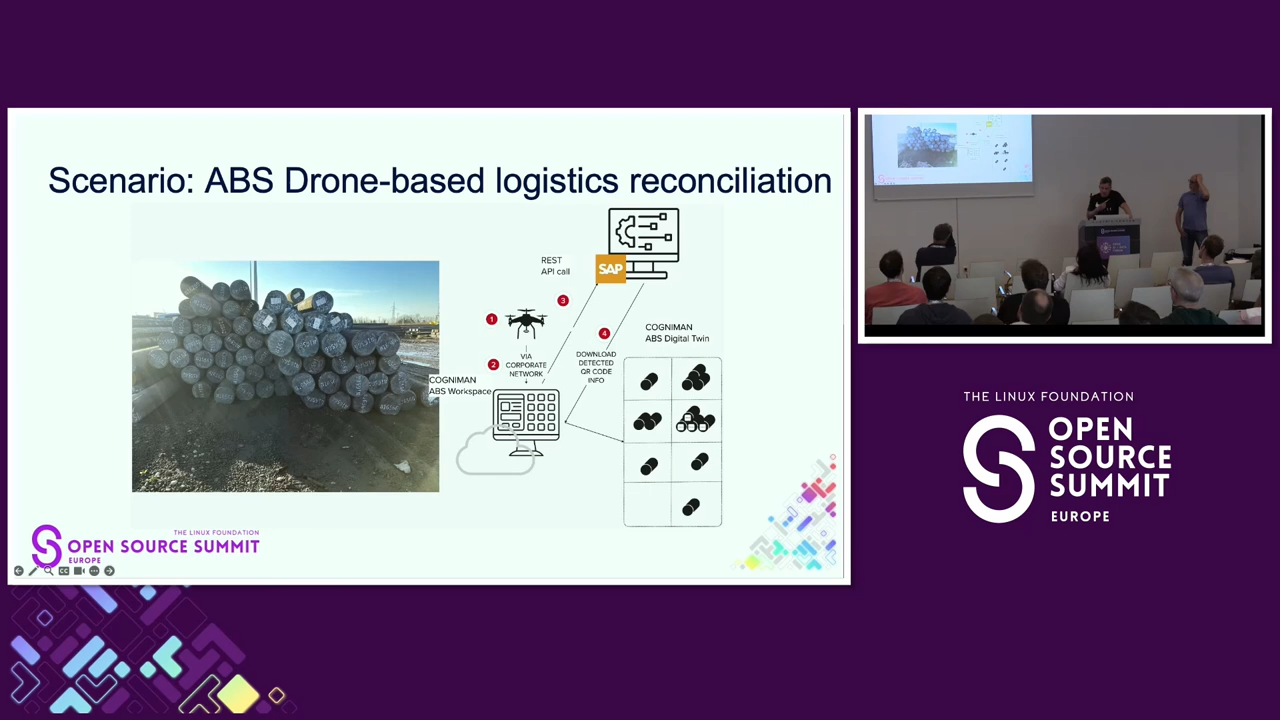 Scenario: ABS Drone-based logistics reconciliation
REST
API call
SAP
3
1
4
COGNIMAN
ABS Digital Twin
2
VIA
CORPORATE
NETWORK
DOWNLOAD
DETECTED
QR CODE
INFO
COGNIMAN
ABS Workspace
THE LINUX FOUNDATION
OPEN SOURCE SUMMIT
EUROPE
THE LINUX FOUNDATION
OPEN
SOURCE
SUMMIT
EUROPE